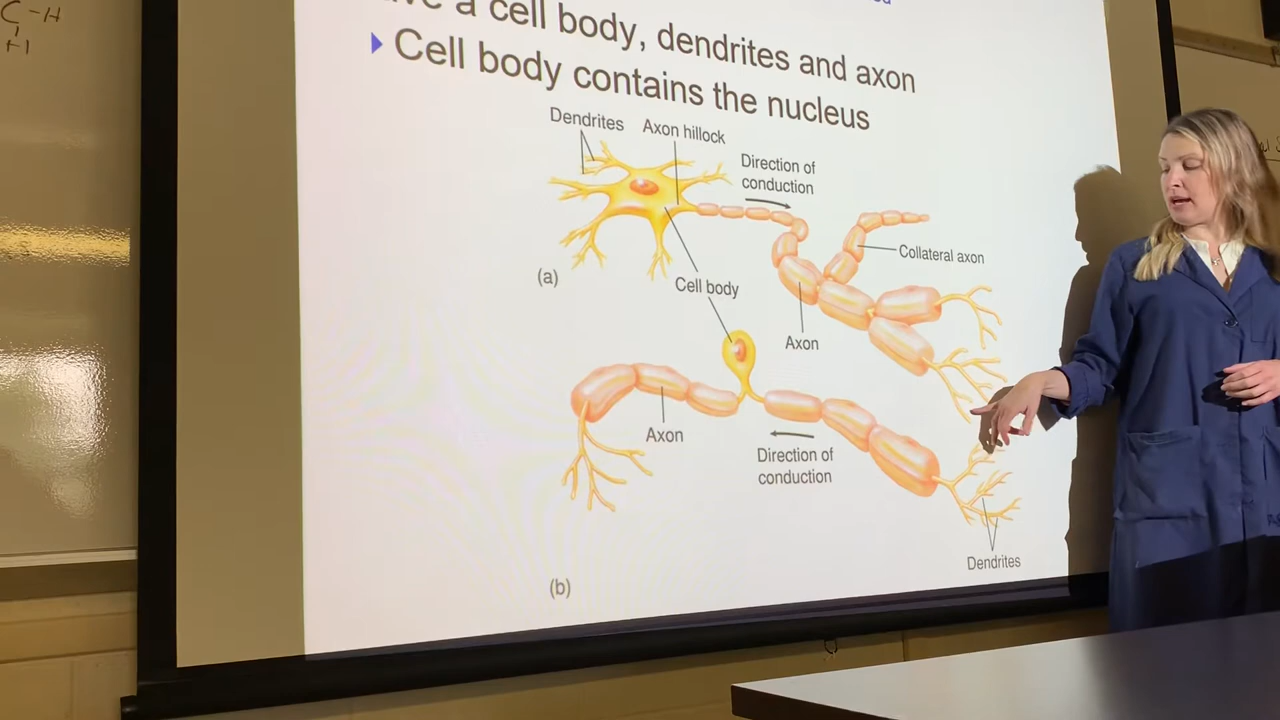 C-H
H
a cell body, dendrites and axon
Cell body contains the nucleus
Dendrites
Axon hillock
Direction of
conduction
Collateral axon
(a)
Cell body
Axon
Axon
Direction of
conduction
Dendrites
(b)